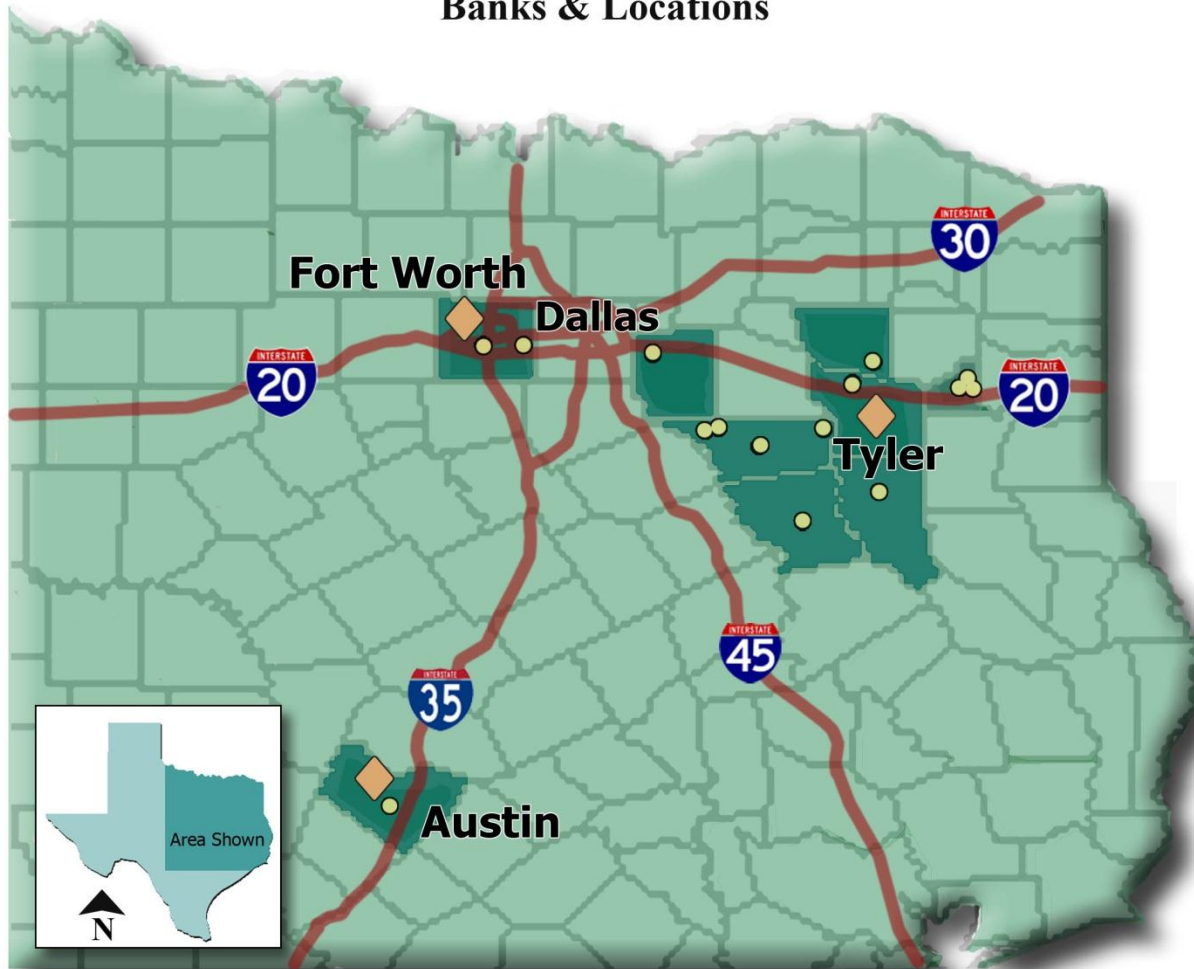 Banks & Locations
INTERSTATE
30
Fort Worth
Dallas
INTERSTATE
20
INTERSTATE
20
Tyler
INTERSTATE
45
INTERSTATE
35
Austin
Area Shown
N